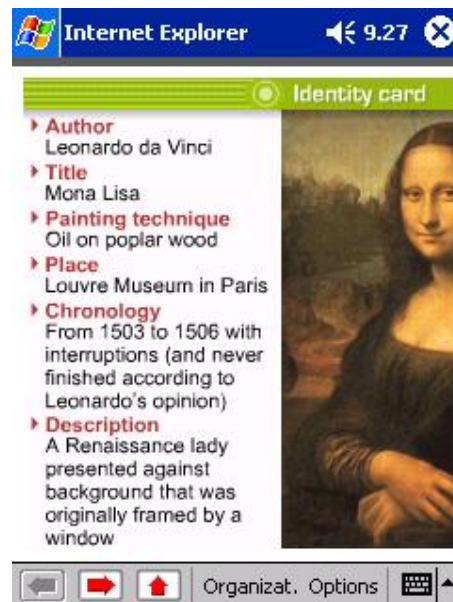 Internet Explorer 9.27
Identity card
Author
Leonardo da Vinci
Title
Mona Lisa
Painting technique
Oil on poplar wood
Place
Louvre Museum in Paris
Chronology
From 1503 to 1506 with
interruptions (and never
finished according to
Leonardo's opinion)
Description
A Renaissance lady
presented against
background that was
originally framed by a
window
Organizat. Options